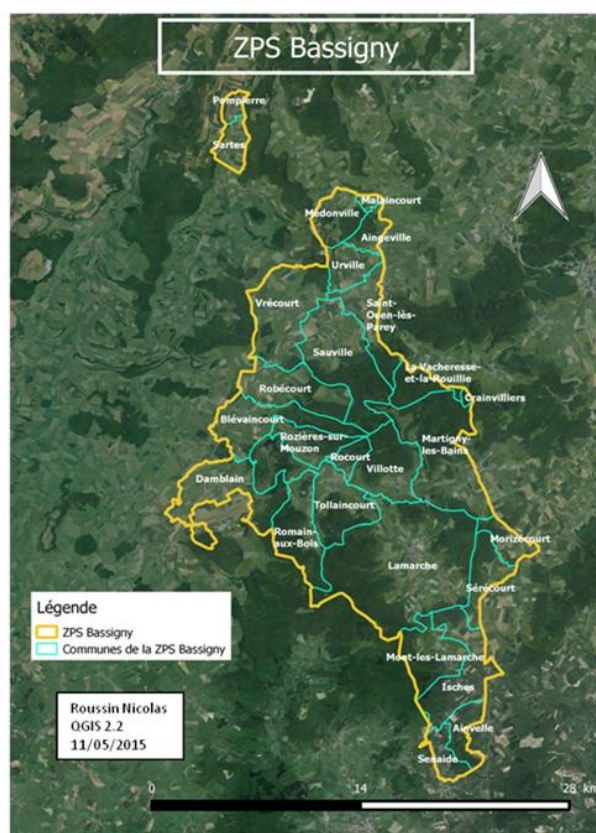 ZPS Bassigny
Pompierre
Sartes
Malaincourt
Médonville
Aingeville
Urville
Vrécourt
Saint-
Ouen-lès-
Parey
Sauville
La Vacheresse-
et-la-Rouillie
Robécourt
Crainvilliers
Blévaincourt
Rozières-sur-
Mouzon
Martigny-
les-Bains
Rocourt
Villotte
Damblain
Tollaincourt
Romain-
aux-Bois
Morizécourt
Lamarche
Sérécourt
Légende
ZPS Bassigny
Communes de la ZPS Bassigny
Mont-les-Lamarche
Isches
Roussin Nicolas
QGIS 2.2
11/05/2015
Ainvelle
Senaide
0 14 28 km